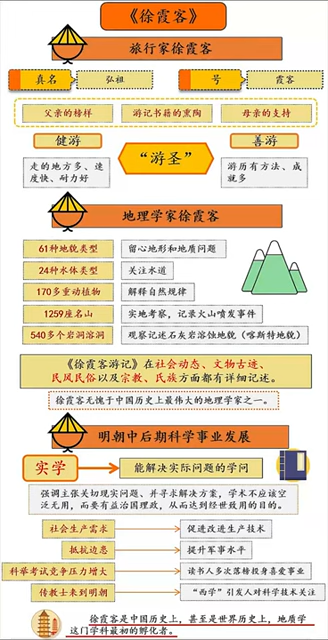 《徐霞客》
旅行家徐霞客
真名
弘祖
号
霞客
父亲的榜样
游记书籍的熏陶
母亲的支持
健游
“游圣”
善游
走的地方多、速
度快、耐力好
游历有方法、成
就多
地理学家徐霞客
61种地貌类型
留心地形和地质问题
24种水体类型
关注水道
170多重动植物
解释自然规律
1259座名山
实地考察，记录火山喷发事件
540多个岩洞溶洞
观察记述石灰岩溶蚀地貌（喀斯特地貌）
《徐霞客游记》在社会动态、文物古迹、
民风民俗以及宗教、民族方面都有详细记述。
徐霞客无愧于中国历史上最伟大的地理学家之一。
明朝中后期科学事业发展
实学
能解决实际问题的学问
强调主张关切现实问题、并寻求解决方案，学术不应该空
泛无用，而要有益治国理政，从而达到经世致用的目的。
社会生产需求
促进改进生产技术
抵抗边患
提升军事水平
科举考试竞争压力增大
读书人多次落榜投身喜爱事业
传教士来到明朝
“西学”引发人对科学技术关注
徐霞客是中国历史上，甚至是世界历史上，地质学
这门学科最初的孵化者。